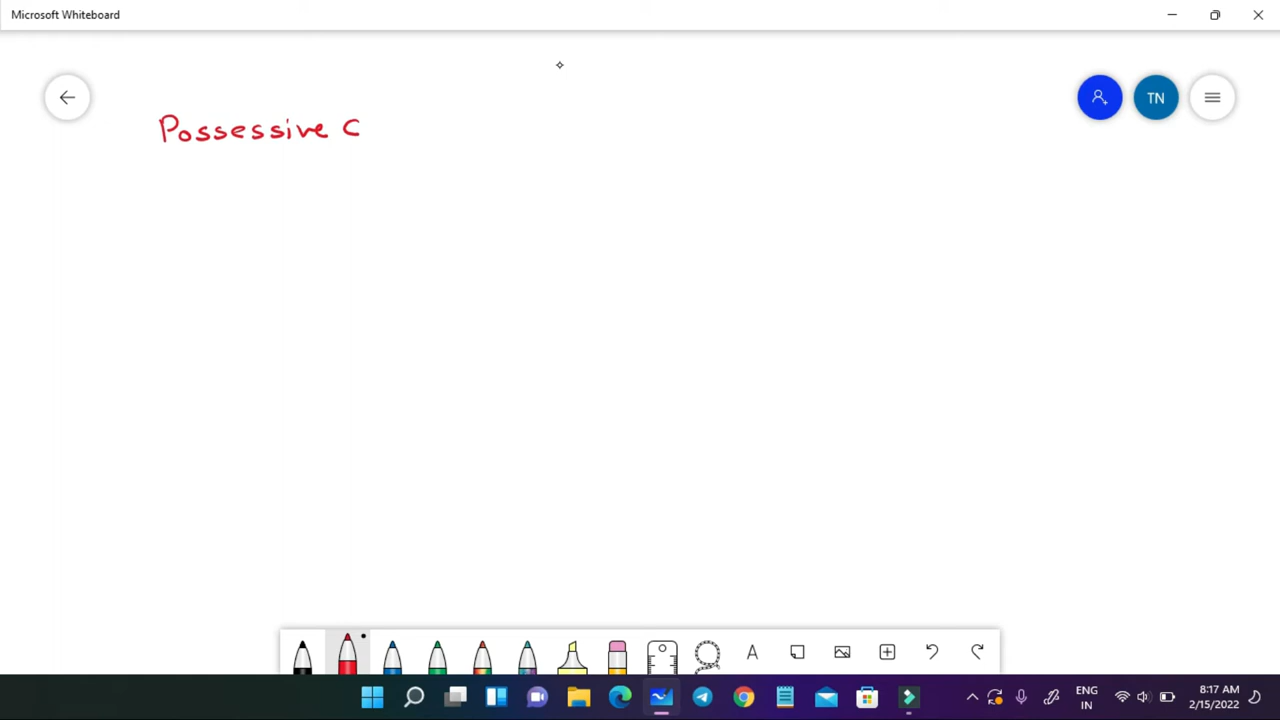 Microsoft Whiteboard
TN
Possessive C
A
ENG
IN
8:17 AM
2/15/2022